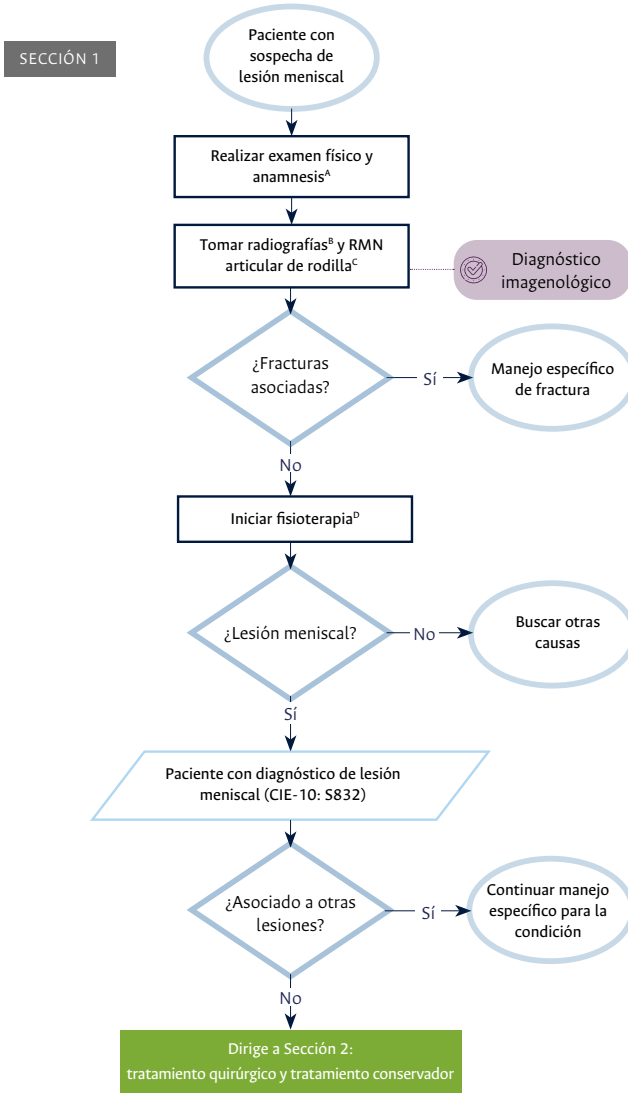 SECCIÓN 1
Paciente con
sospecha de
lesión meniscal
Realizar examen físico y
anamnesisᴬ
Tomar radiografíasᴮ y RMN
articular de rodillaᶜ
Diagnóstico
imagenológico
¿Fracturas
asociadas?
Sí
Manejo específico
de fractura
No
Iniciar fisioterapiaᴰ
¿Lesión meniscal?
No
Buscar otras
causas
Sí
Paciente con diagnóstico de lesión
meniscal (CIE-10: S832)
¿Asociado a otras
lesiones?
Sí
Continuar manejo
específico para la
condición
No
Dirige a Sección 2:
tratamiento quirúrgico y tratamiento conservador